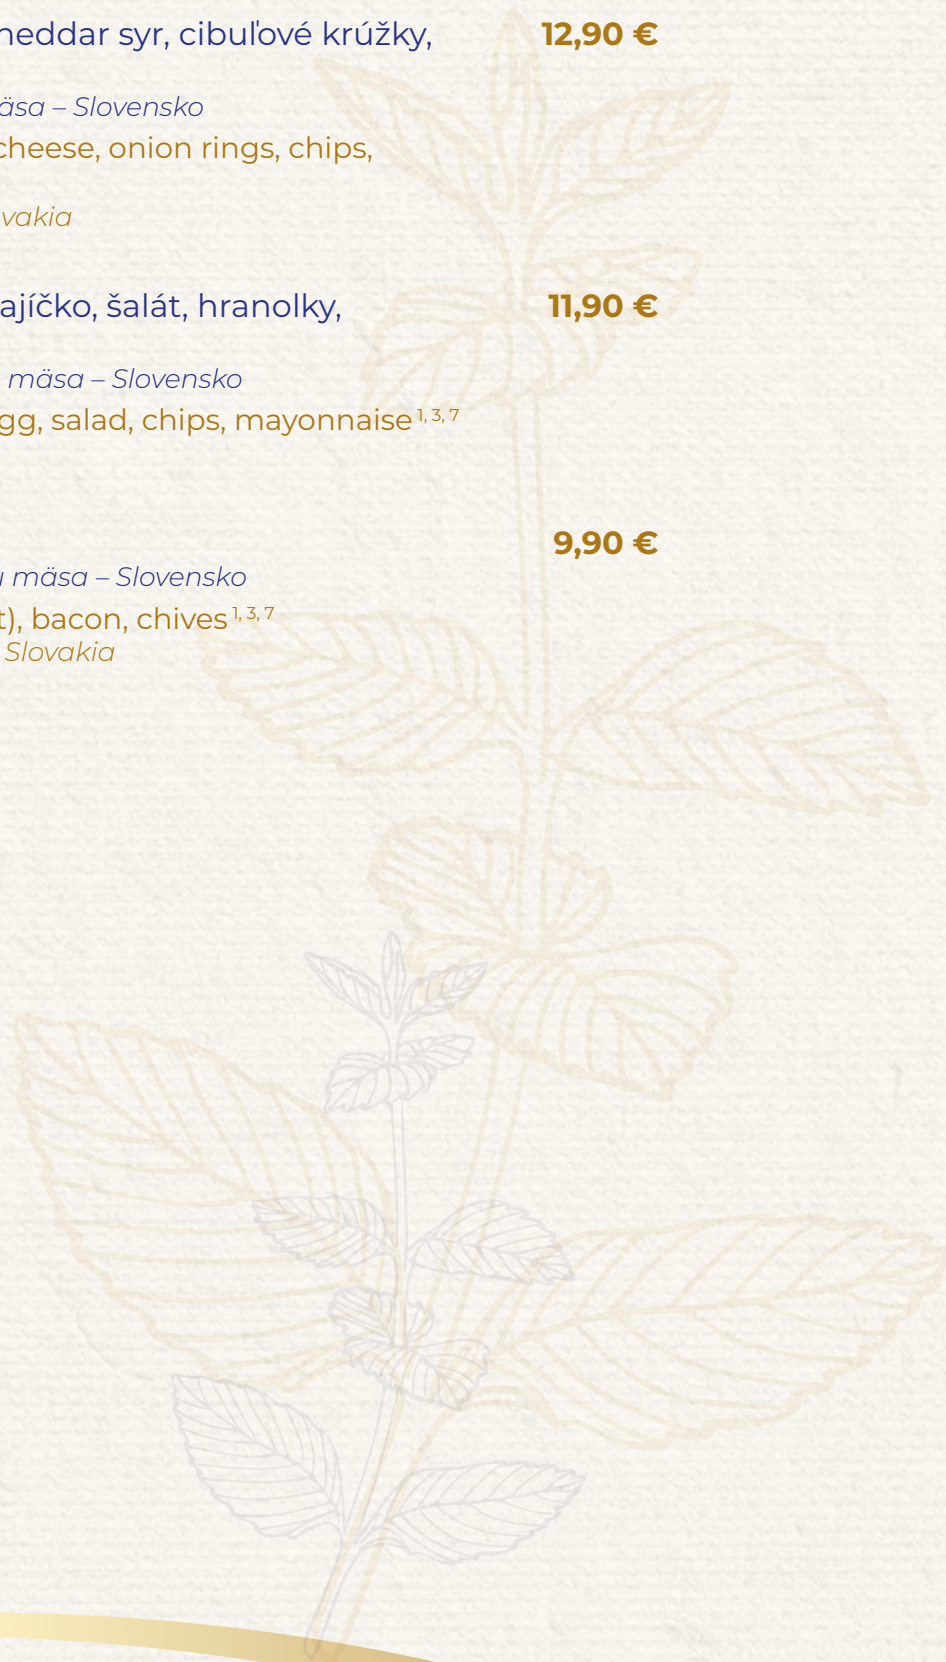 heddar syr, cibuľové krúžky, 12,90 €
äsa – Slovensko
cheese, onion rings, chips,
vakia
ajíčko, šalát, hranolky, 11,90 €
mäsa – Slovensko
gg, salad, chips, mayonnaise 1, 3, 7
9,90 €
u mäsa – Slovensko
t), bacon, chives 1, 3, 7
Slovakia